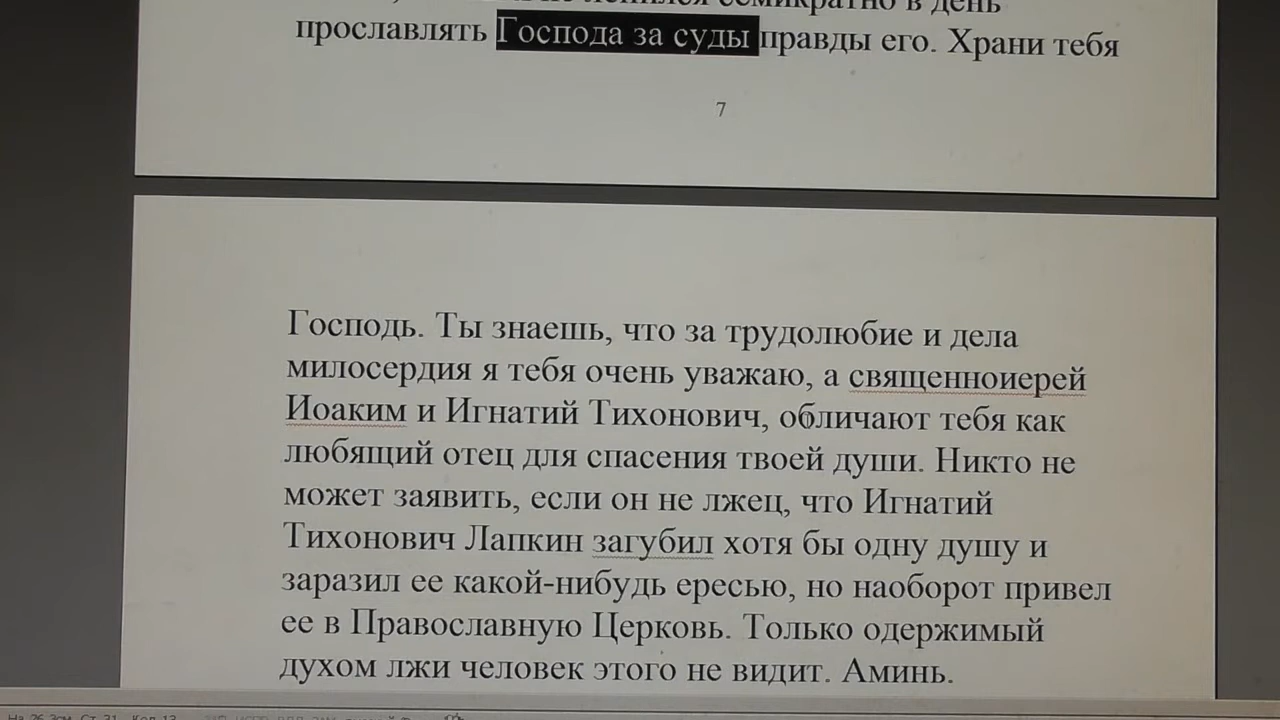 семикратно в день
прославлять Господа за суды правды его. Храни тебя
7
Господь. Ты знаешь, что за трудолюбие и дела
милосердия я тебя очень уважаю, а священноиерей
Иоаким и Игнатий Тихонович, обличают тебя как
любящий отец для спасения твоей души. Никто не
может заявить, если он не лжец, что Игнатий
Тихонович Лапкин загубил хотя бы одну душу и
заразил ее какой-нибудь ересью, но наоборот привел
ее в Православную Церковь. Только одержимый
духом лжи человек этого не видит. Аминь.